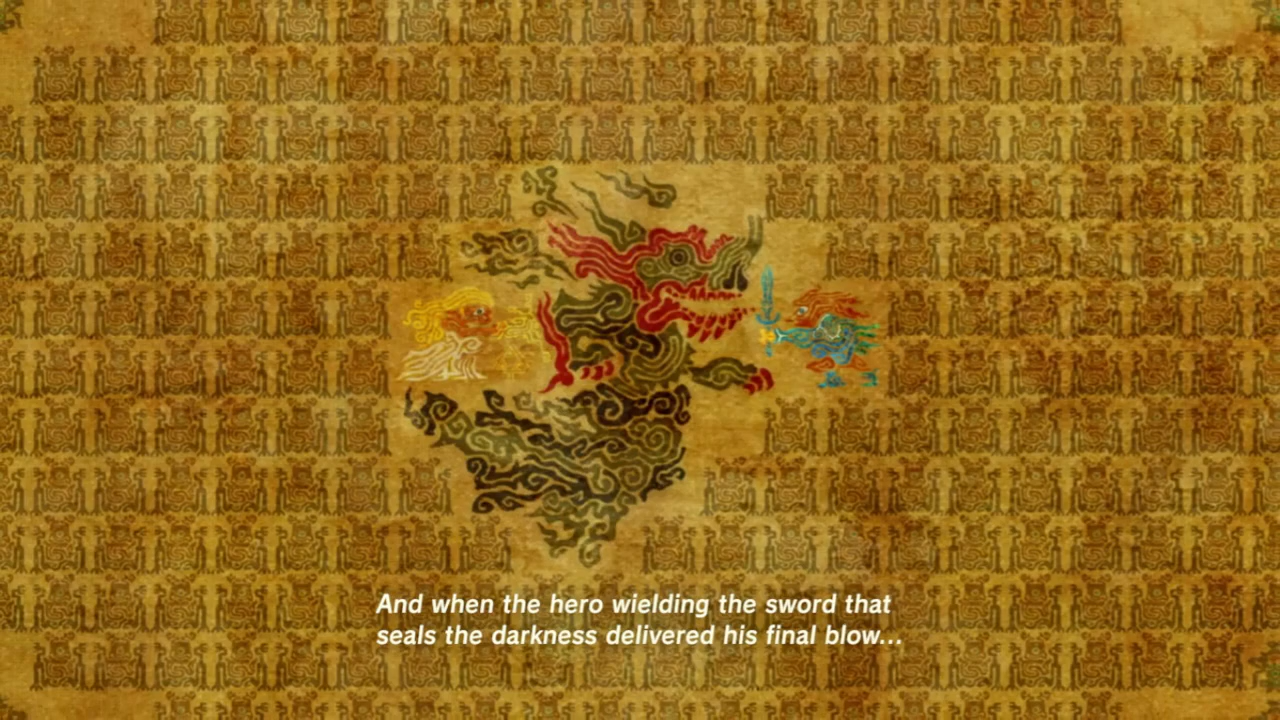 And when the hero wielding the sword that
seals the darkness delivered his final blow...